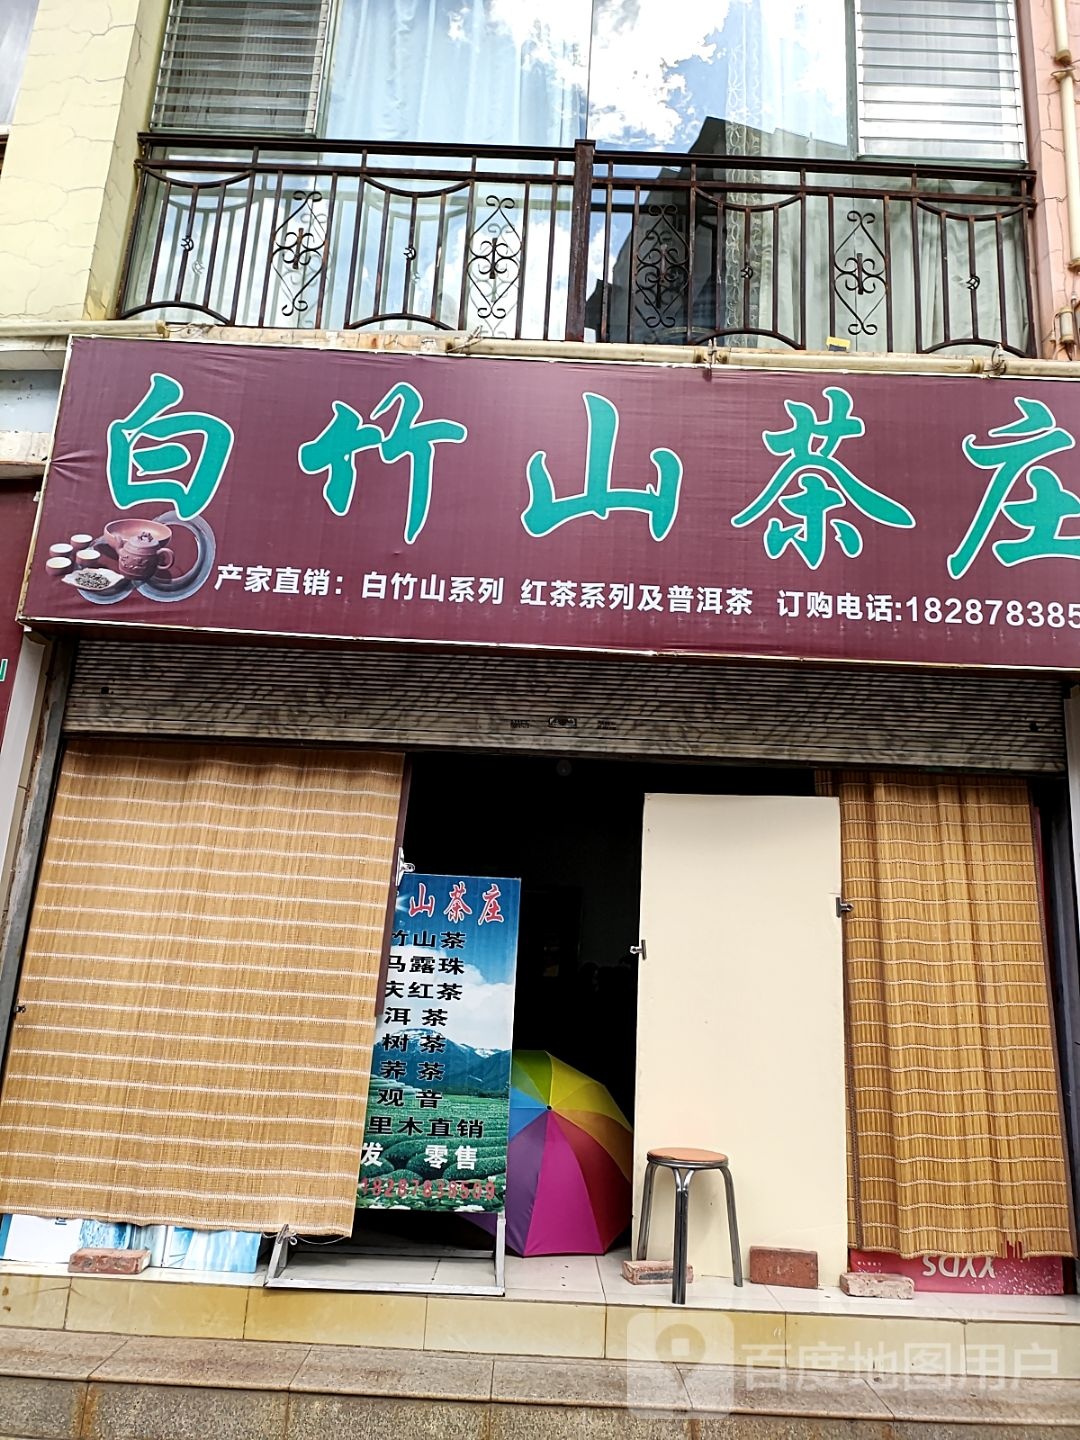 白竹山茶庄
产家直销：白竹山系列 红茶系列及普洱茶 订购电话:182878385
山茶庄
竹山茶
马露珠
红茶
洱茶
树茶
荞茶
观音
里木直销
发 零售
YYDS
百度地图用户